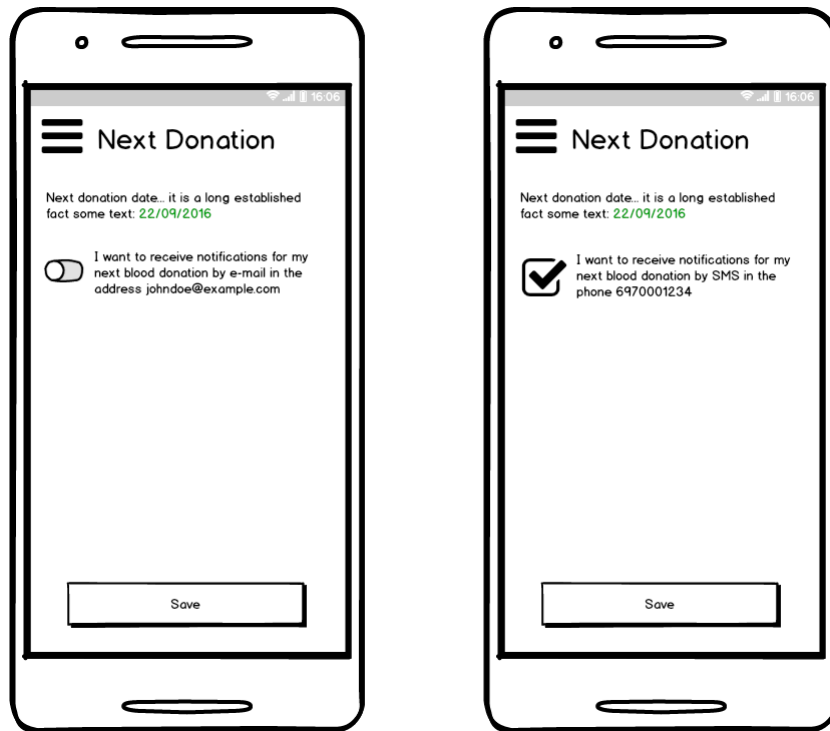 16:06
Next Donation
Next donation date... it is a long established
fact some text: 22/09/2016
I want to receive notifications for my
next blood donation by e-mail in the
address johndoe@example.com
Save
16:06
Next Donation
Next donation date... it is a long established
fact some text: 22/09/2016
I want to receive notifications for my
next blood donation by SMS in the
phone 6970001234
Save